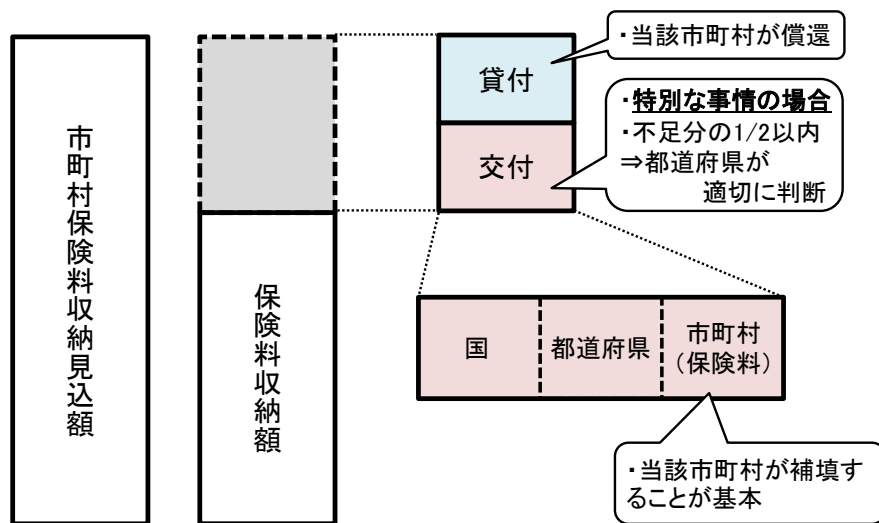 市町村保険料収納見込額
保険料収納額
貸付
交付
・当該市町村が償還
・特別な事情の場合
・不足分の1/2以内
⇒都道府県が
適切に判断
国
都道府県
市町村
（保険料）
・当該市町村が補填す
ることが基本